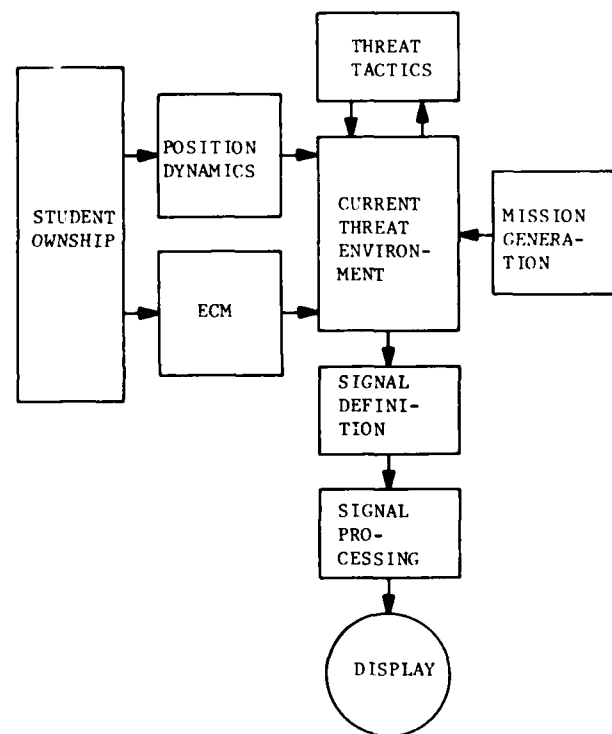 THREAT
TACTICS
POSITION
DYNAMICS
STUDENT
OWNSHIP
CURRENT
THREAT
ENVIRON-
MENT
MISSION
GENERA-
TION
ECM
SIGNAL
DEFINI-
TION
SIGNAL
PRO-
CESSING
DISPLAY